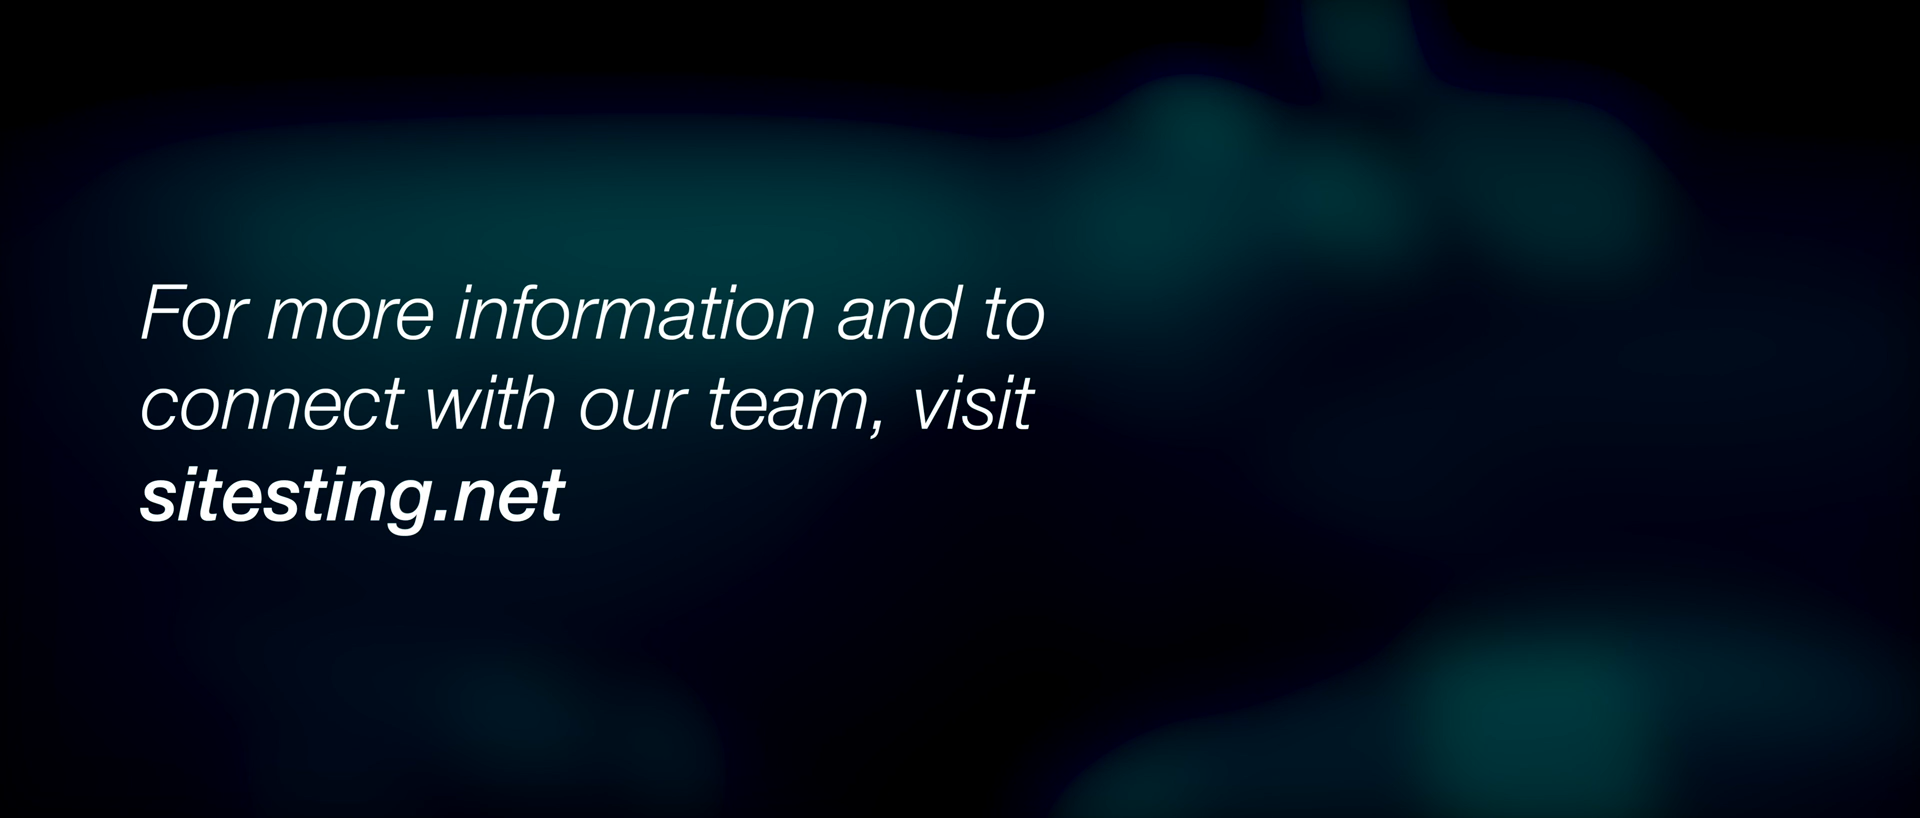 For more information and to
connect with our team, visit
sitesting.net